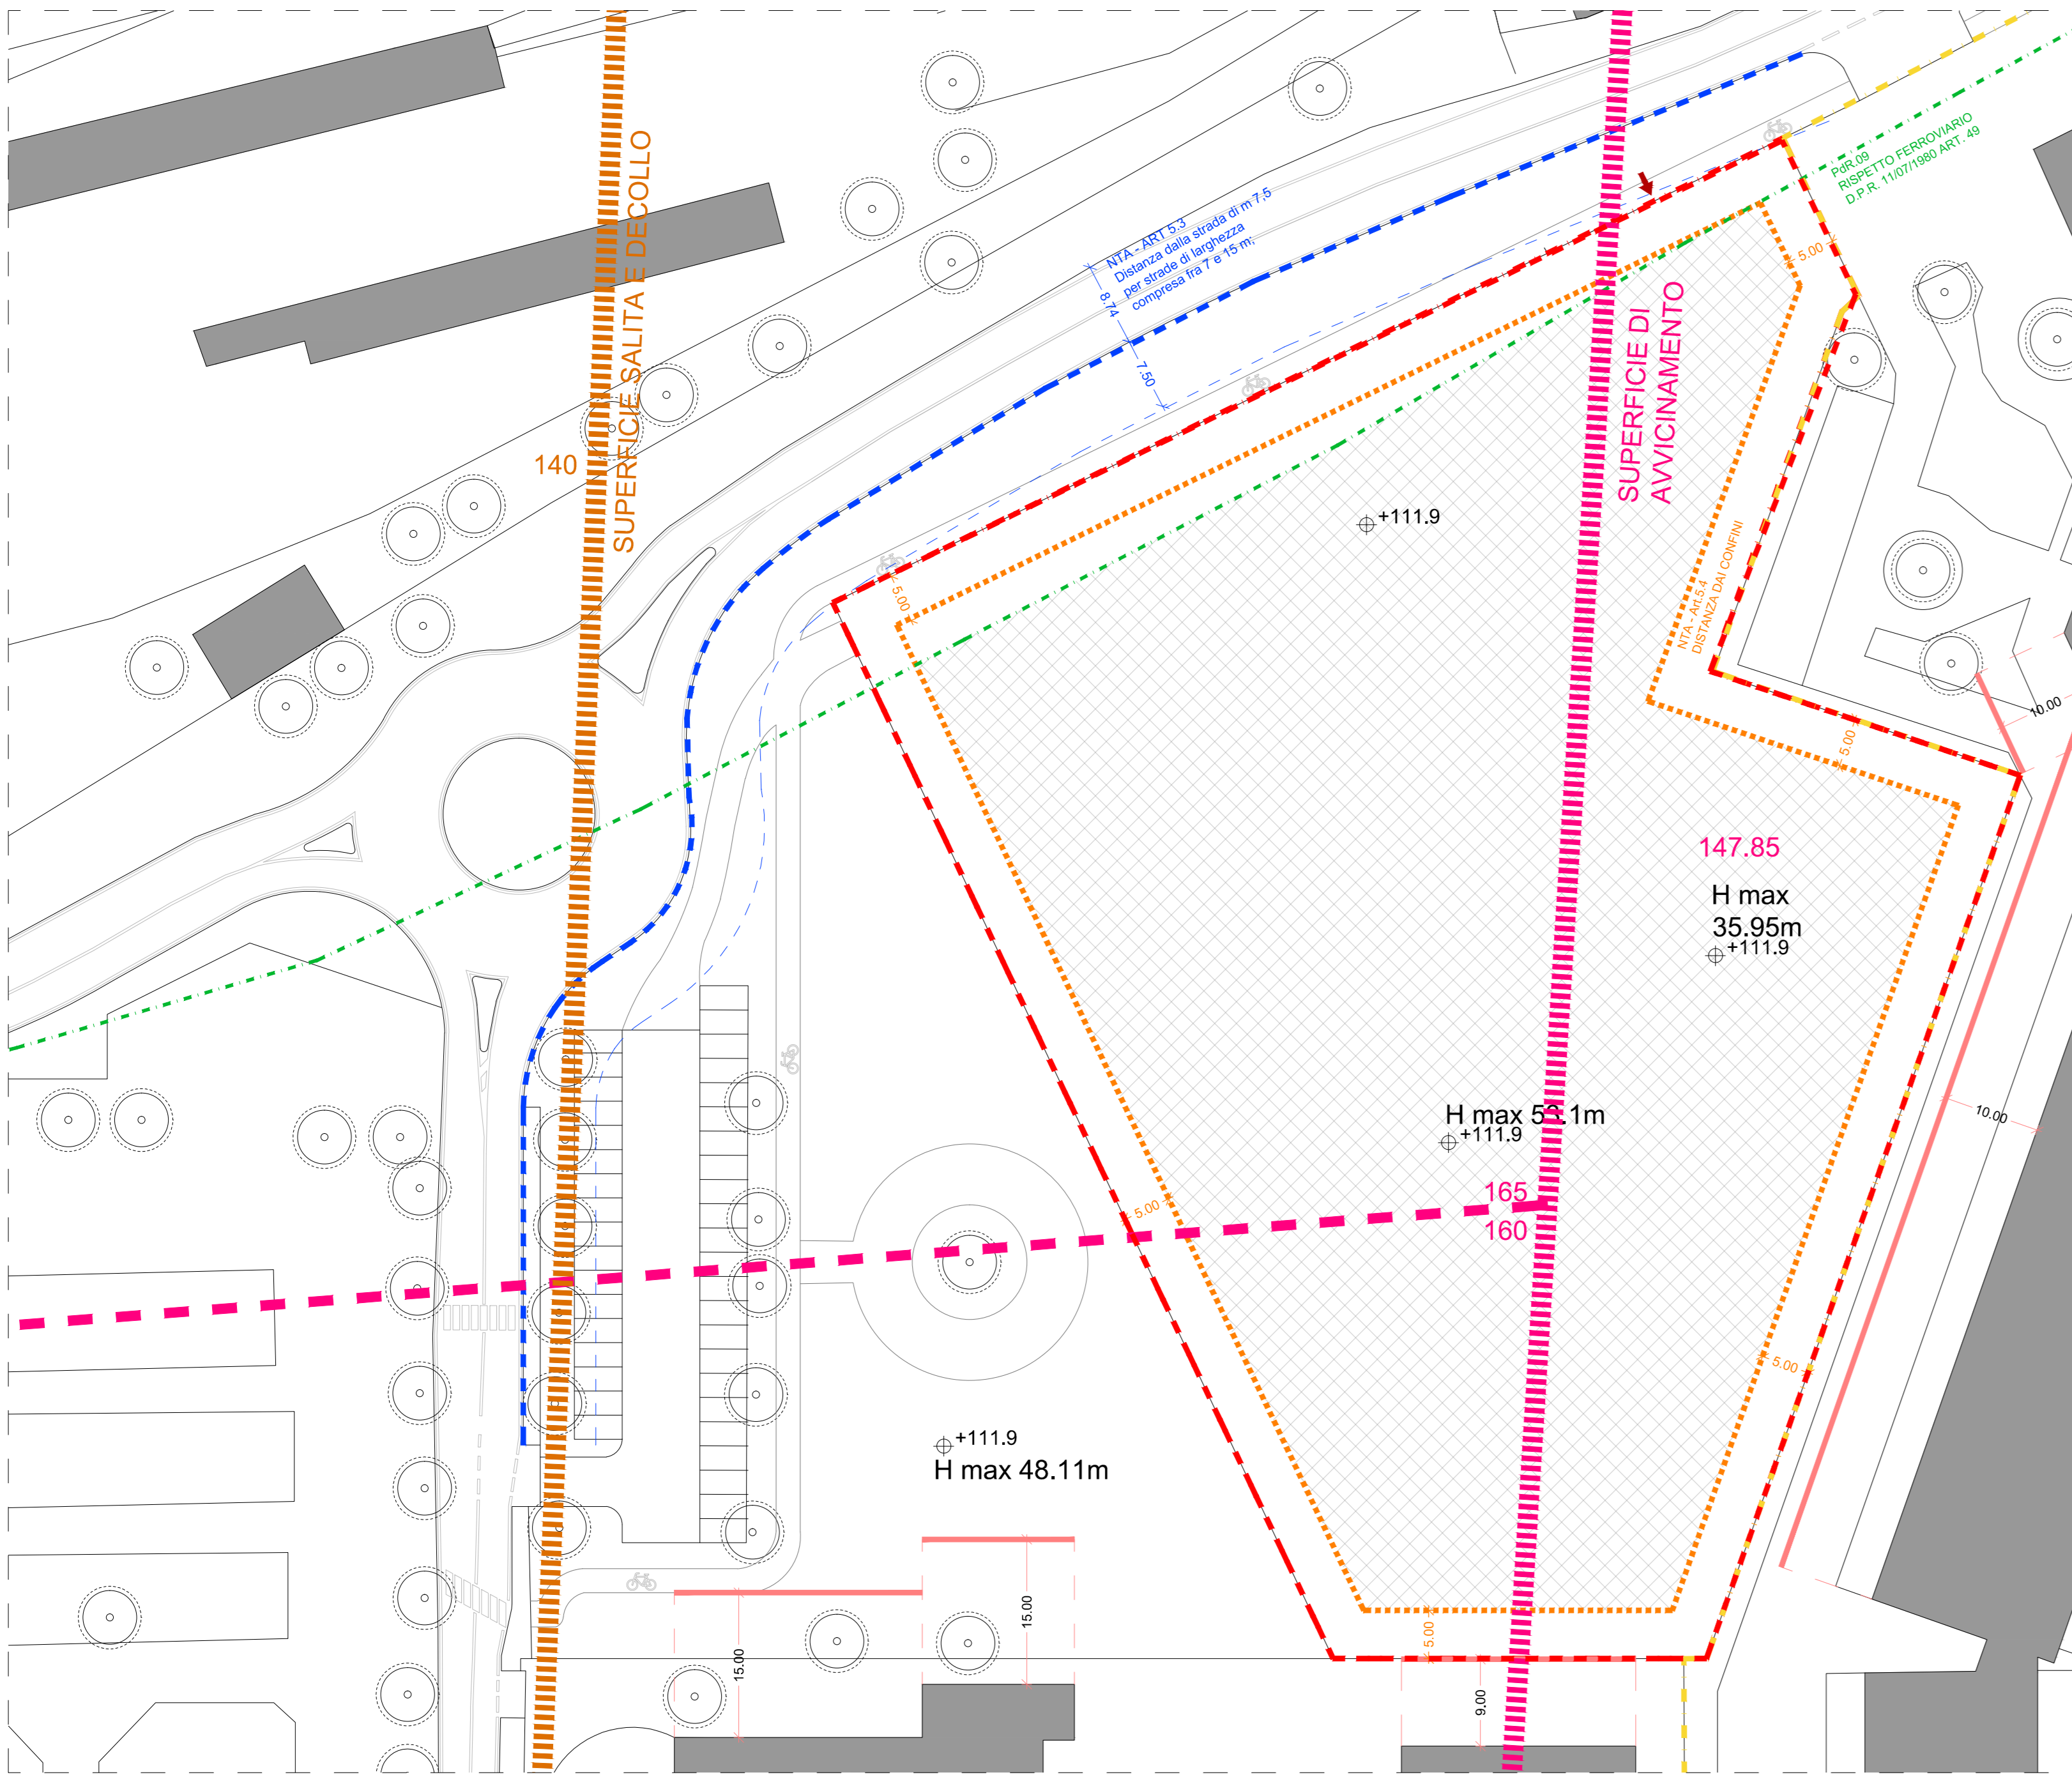 SUPERFICIE SALITA E DECOLLO
140
NTA - ART 5.3
Distanza dalla strada di m 7.5
per strade di larghezza
compresa fra 7 e 15 m;
8.74
7.50
SUPERFICIE DI
AVVICINAMENTO
PdR.09
RISPETTO FERROVIARIO
D.P.R. 11/07/1980 ART. 49
5.00
+111.9
5.00
NTA - Art.5.4
DISTANZA DAI CONFINI
5.00
10.00
147.85
H max
35.95m
+111.9
10.00
H max 53.1m
+111.9
165
160
5.00
5.00
+111.9
H max 48.11m
15.00
15.00
5.00
9.00